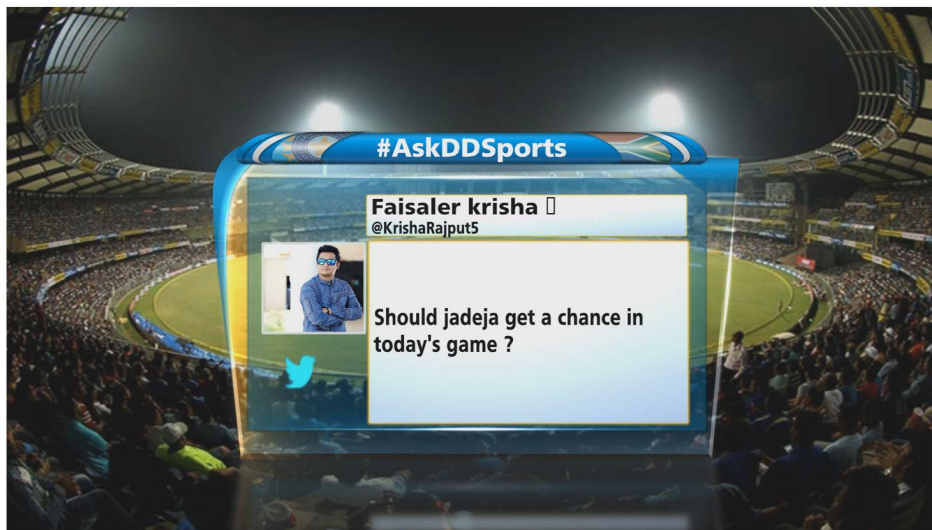 #AskDDSports
Faisaler krisha
@KrishaRajput5
Should jadeja get a chance in
today's game ?